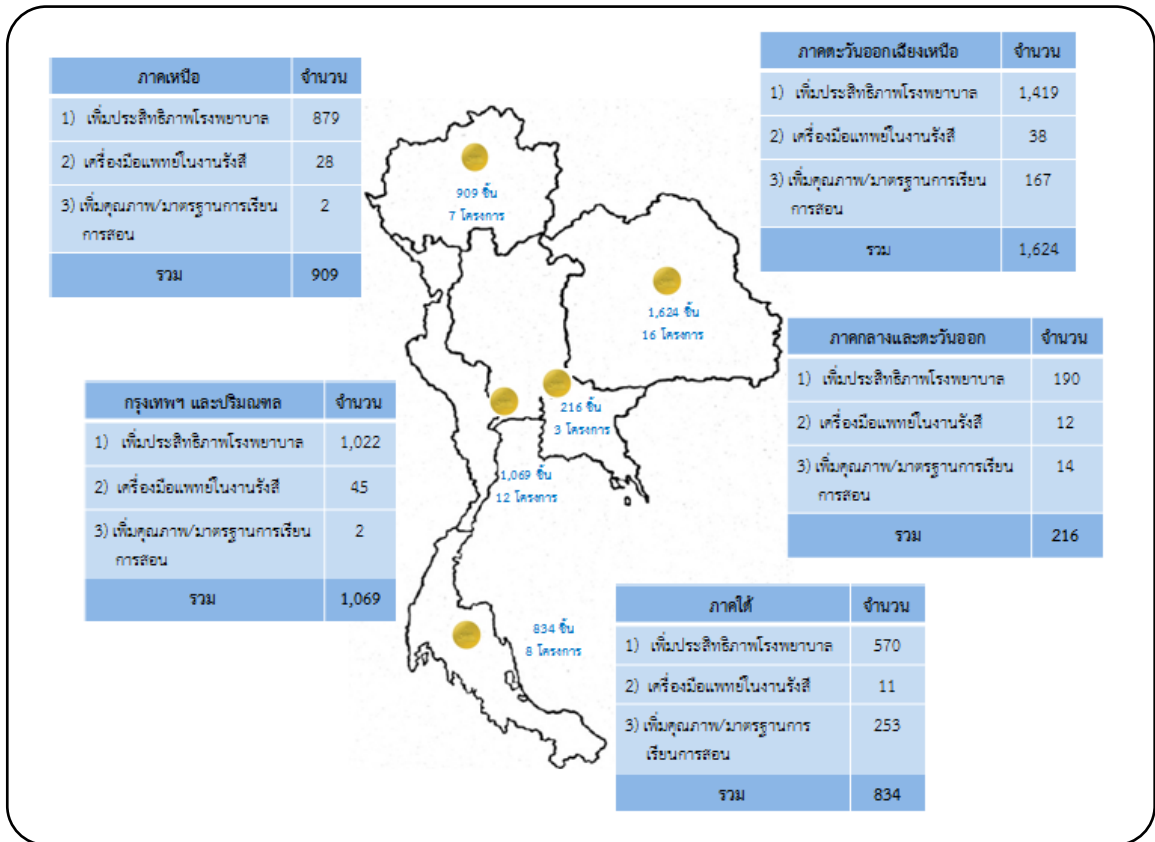 ภาคเหนือ จำนวน
1) เพิ่มประสิทธิภาพโรงพยาบาล 879
2) เครื่องมือแพทย์ในงานรังสี 28
3) เพิ่มคุณภาพ/มาตรฐานการเรียน 2
การสอน
รวม 909
ภาคตะวันออกเฉียงเหนือ จำนวน
1) เพิ่มประสิทธิภาพโรงพยาบาล 1,419
2) เครื่องมือแทพย์ในงานรังสี 38
3) เพิ่มคุณภาพ/มาตรฐานการเรียน 167
การสอน
รวม 1,624
909 ชิ้น
7 โครงการ
1,624 ชิ้น
16 โครงการ
216 ชิ้น
3 โครงการ
1,069 ชิ้น
12 โครงการ
834 ชิ้น
8 โครงการ
กรุงเทพฯ และปริมณฑล จำนวน
1) เพิ่มประสิทธิภาพโรงพยาบาล 1,022
2) เครื่องมือแพทย์ในงานรังสี 45
3) เพิ่มคุณภาพ/มาตรฐานการเรียน 2
การสอน
รวม 1,069
ภาคกลางและตะวันออก จำนวน
1) เพิ่มประสิทธิภาพโรงพยาบาล 190
2) เครื่องมือแพทย์ในงานรังสี 12
3) เพิ่มคุณภาพ/มาตรฐานการเรียน 14
การสอน
รวม 216
ภาคใต้ จำนวน
1) เพิ่มประสิทธิภาพโรงพยาบาล 570
2) เครื่องมือแพทย์ในงานรังสี 11
3) เพิ่มคุณภาพ/มาตรฐานการ 253
เรียนการสอน
รวม 834